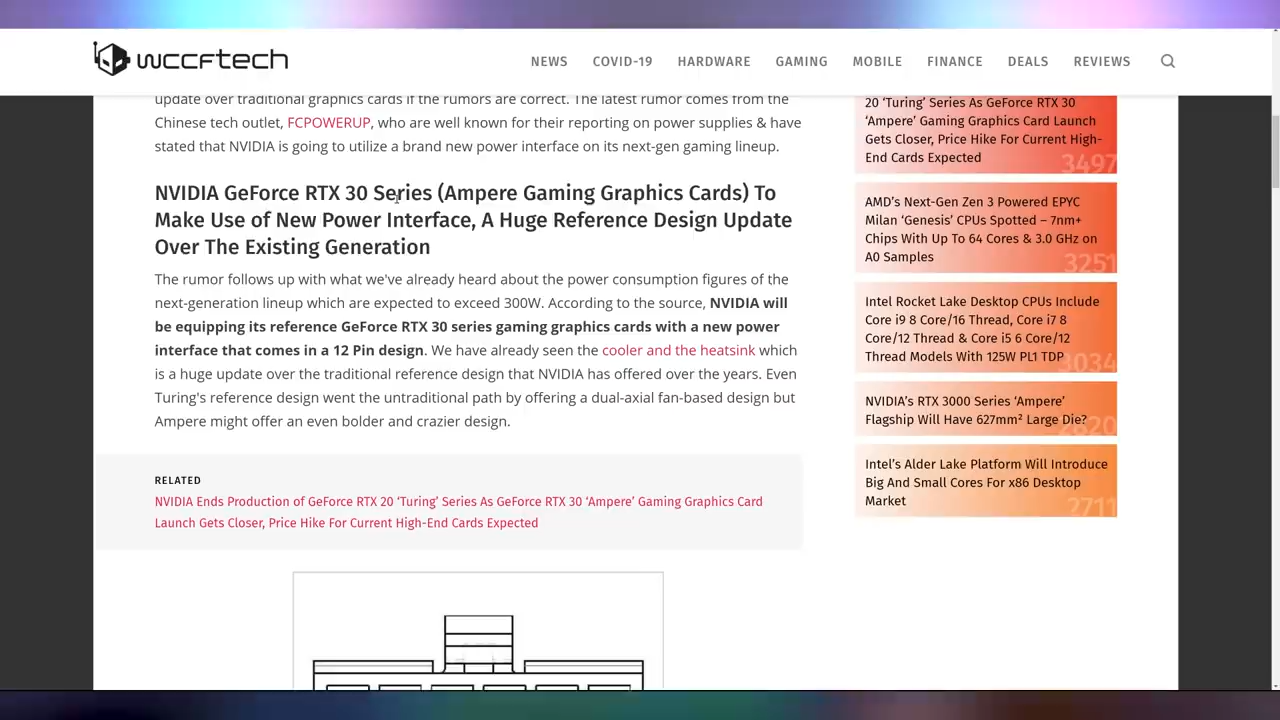 wccftech
NEWS COVID-19 HARDWARE GAMING MOBILE FINANCE DEALS REVIEWS
update over traditional graphics cards if the rumors are correct. The latest rumor comes from the
Chinese tech outlet, FCPOWERUP, who are well known for their reporting on power supplies & have
stated that NVIDIA is going to utilize a brand new power interface on its next-gen gaming lineup.
NVIDIA GeForce RTX 30 Series (Ampere Gaming Graphics Cards) To
Make Use of New Power Interface, A Huge Reference Design Update
Over The Existing Generation
The rumor follows up with what we've already heard about the power consumption figures of the
next-generation lineup which are expected to exceed 300W. According to the source, NVIDIA will
be equipping its reference GeForce RTX 30 series gaming graphics cards with a new power
interface that comes in a 12 Pin design. We have already seen the cooler and the heatsink which
is a huge update over the traditional reference design that NVIDIA has offered over the years. Even
Turing's reference design went the untraditional path by offering a dual-axial fan-based design but
Ampere might offer an even bolder and crazier design.
RELATED
NVIDIA Ends Production of GeForce RTX 20 ‘Turing’ Series As GeForce RTX 30 ‘Ampere’ Gaming Graphics Card
Launch Gets Closer, Price Hike For Current High-End Cards Expected
20 ‘Turing’ Series As GeForce RTX 30
‘Ampere’ Gaming Graphics Card Launch
Gets Closer, Price Hike For Current High-
End Cards Expected
3497
AMD’s Next-Gen Zen 3 Powered EPYC
Milan ‘Genesis’ CPUs Spotted – 7nm+
Chips With Up To 64 Cores & 3.0 GHz on
A0 Samples
3251
Intel Rocket Lake Desktop CPUs Include
Core i9 8 Core/16 Thread, Core i7 8
Core/12 Thread & Core i5 6 Core/12
Thread Models With 125W PL1 TDP
3034
NVIDIA’s RTX 3000 Series ‘Ampere’
Flagship Will Have 627mm² Large Die?
2820
Intel’s Alder Lake Platform Will Introduce
Big And Small Cores For x86 Desktop
Market
2711